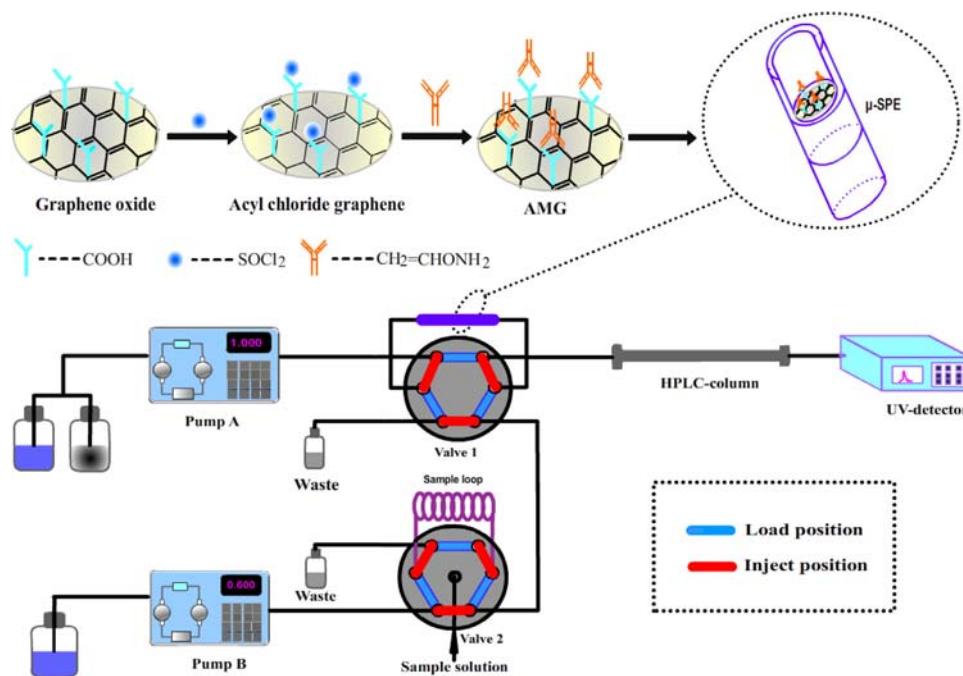 μ-SPE
Graphene oxide
Acyl chloride graphene
AMG
-----COOH
-----SOCl2
-----CH2=CHONH2
1.000
Pump A
HPLC-column
UV-detector
Valve 1
Waste
Sample loop
Load position
Inject position
0.600
Waste
Valve 2
Pump B
Sample solution